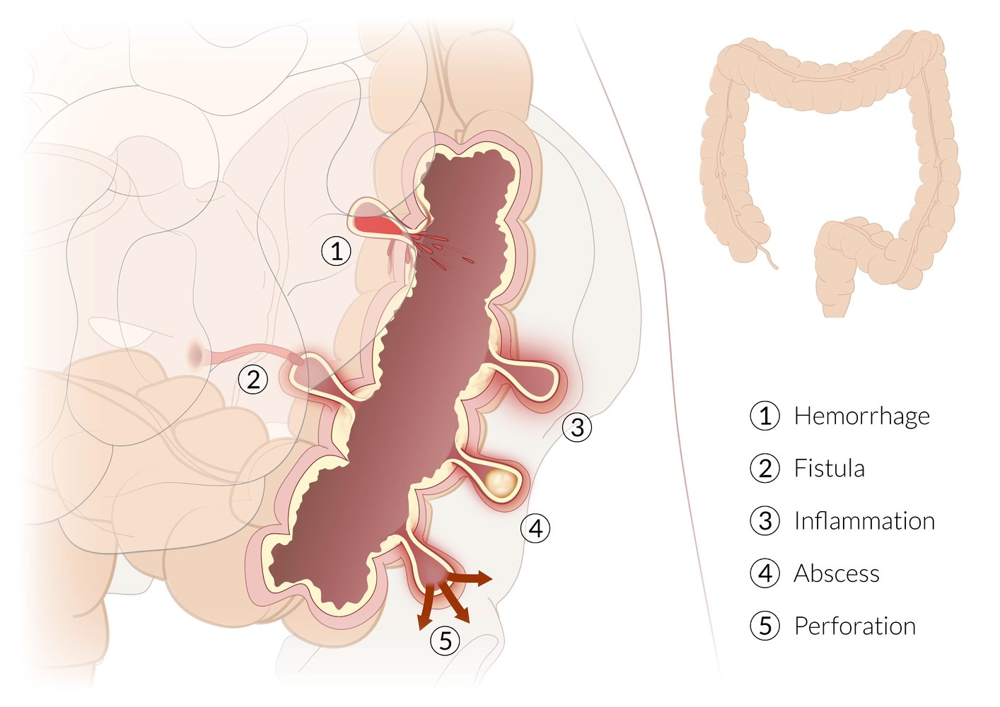 1
2
3
4
5
1 Hemorrhage
2 Fistula
3 Inflammation
4 Abscess
5 Perforation